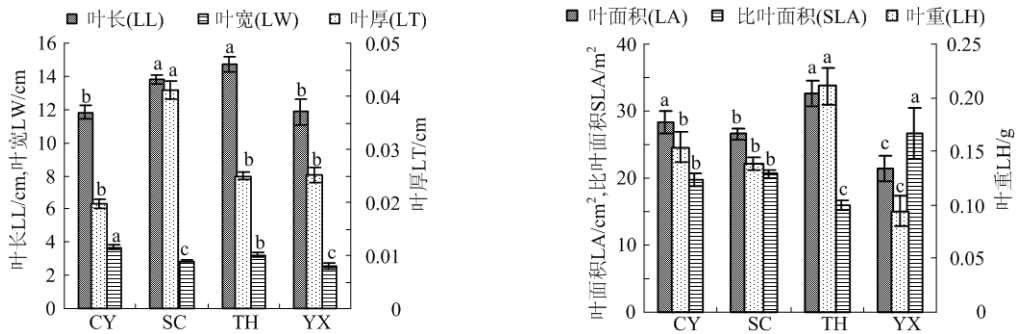 叶长(LL) 叶宽(LW) 叶厚(LT)
叶长LL/cm,叶宽LW/cm
16
14
12
10
8
6
4
2
0
b
b
a
a
a
c
a
b
b
b
b
c
CY SC TH YX
0.05
0.04
0.03
0.02
0.01
0
叶厚LT/cm
叶面积(LA) 比叶面积(SLA) 叶重(LH)
叶面积LA/cm²,比叶面积SLA/m²
40
35
30
25
20
15
10
5
0
a
b
b
b
b
c
a
a
c
c
c
a
CY SC TH YX
0.25
0.20
0.15
0.10
0.05
0
叶重LH/g